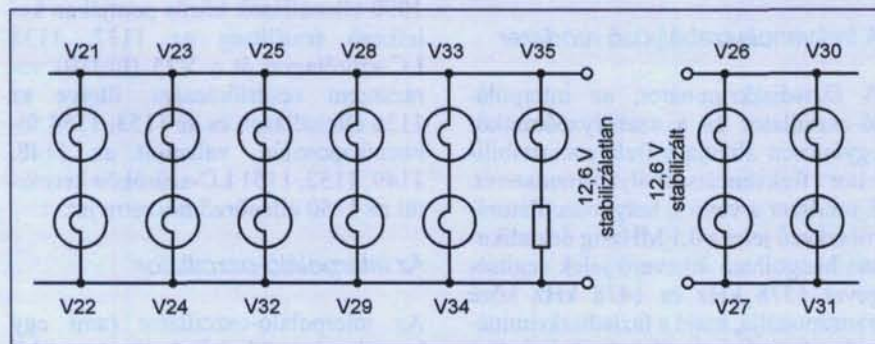 V21 V23 V25 V28 V33 V35 V26 V30
12,6 V
stabilizálatlan
12,6 V
stabilizált
V22 V24 V32 V29 V34 V27 V31